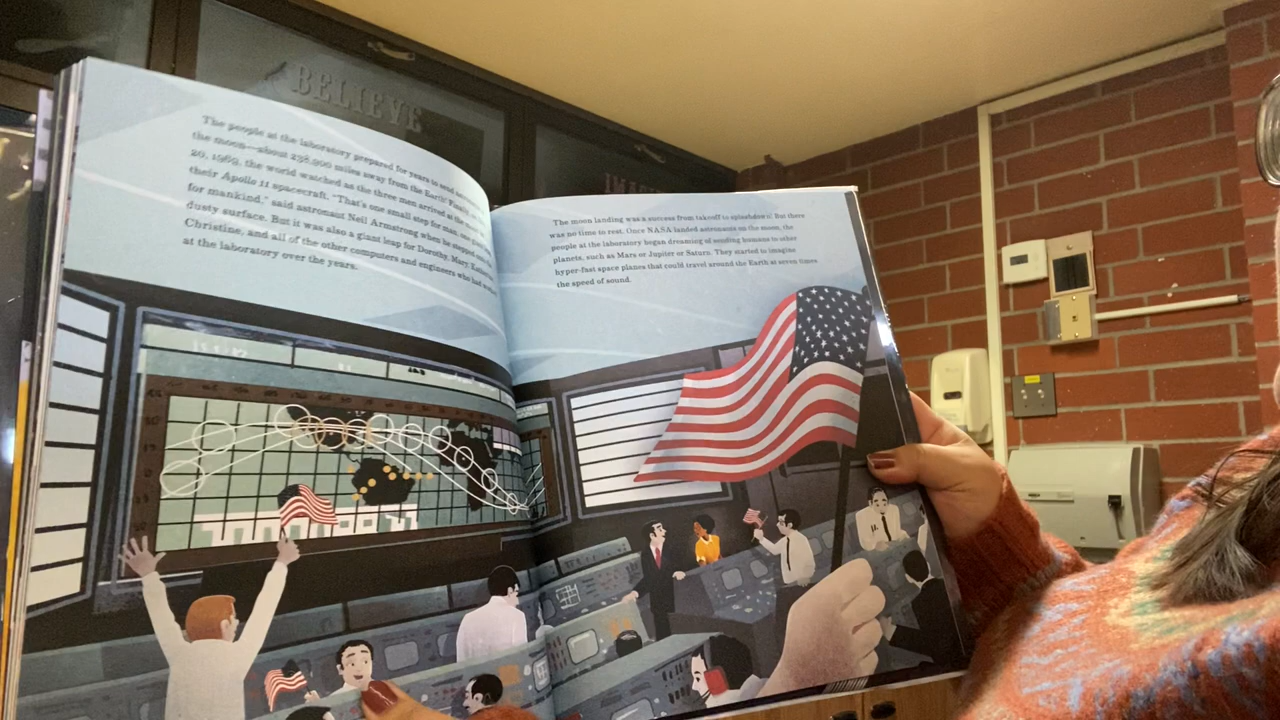 BELIEVE
The people at the laboratory prepared for years to send
the moon—about 238,900 miles away from the Earth! Finally,
20, 1969, the world watched as the three men arrived at the
their Apollo 11 spacecraft. "That's one small step for man, one
for mankind," said astronaut Neil Armstrong when he stepped
dusty surface. But it was also a giant leap for Dorothy, Mary,
Christine, and all of the other computers and engineers who had
at the laboratory over the years.
The moon landing was a success from takeoff to splashdown. But there
was no time to rest. Once NASA landed astronauts on the moon, the
people at the laboratory began dreaming of sending humans to other
planets, such as Mars or Jupiter or Saturn. They started to imagine
hyper-fast space planes that could travel around the Earth at seven times
the speed of sound.